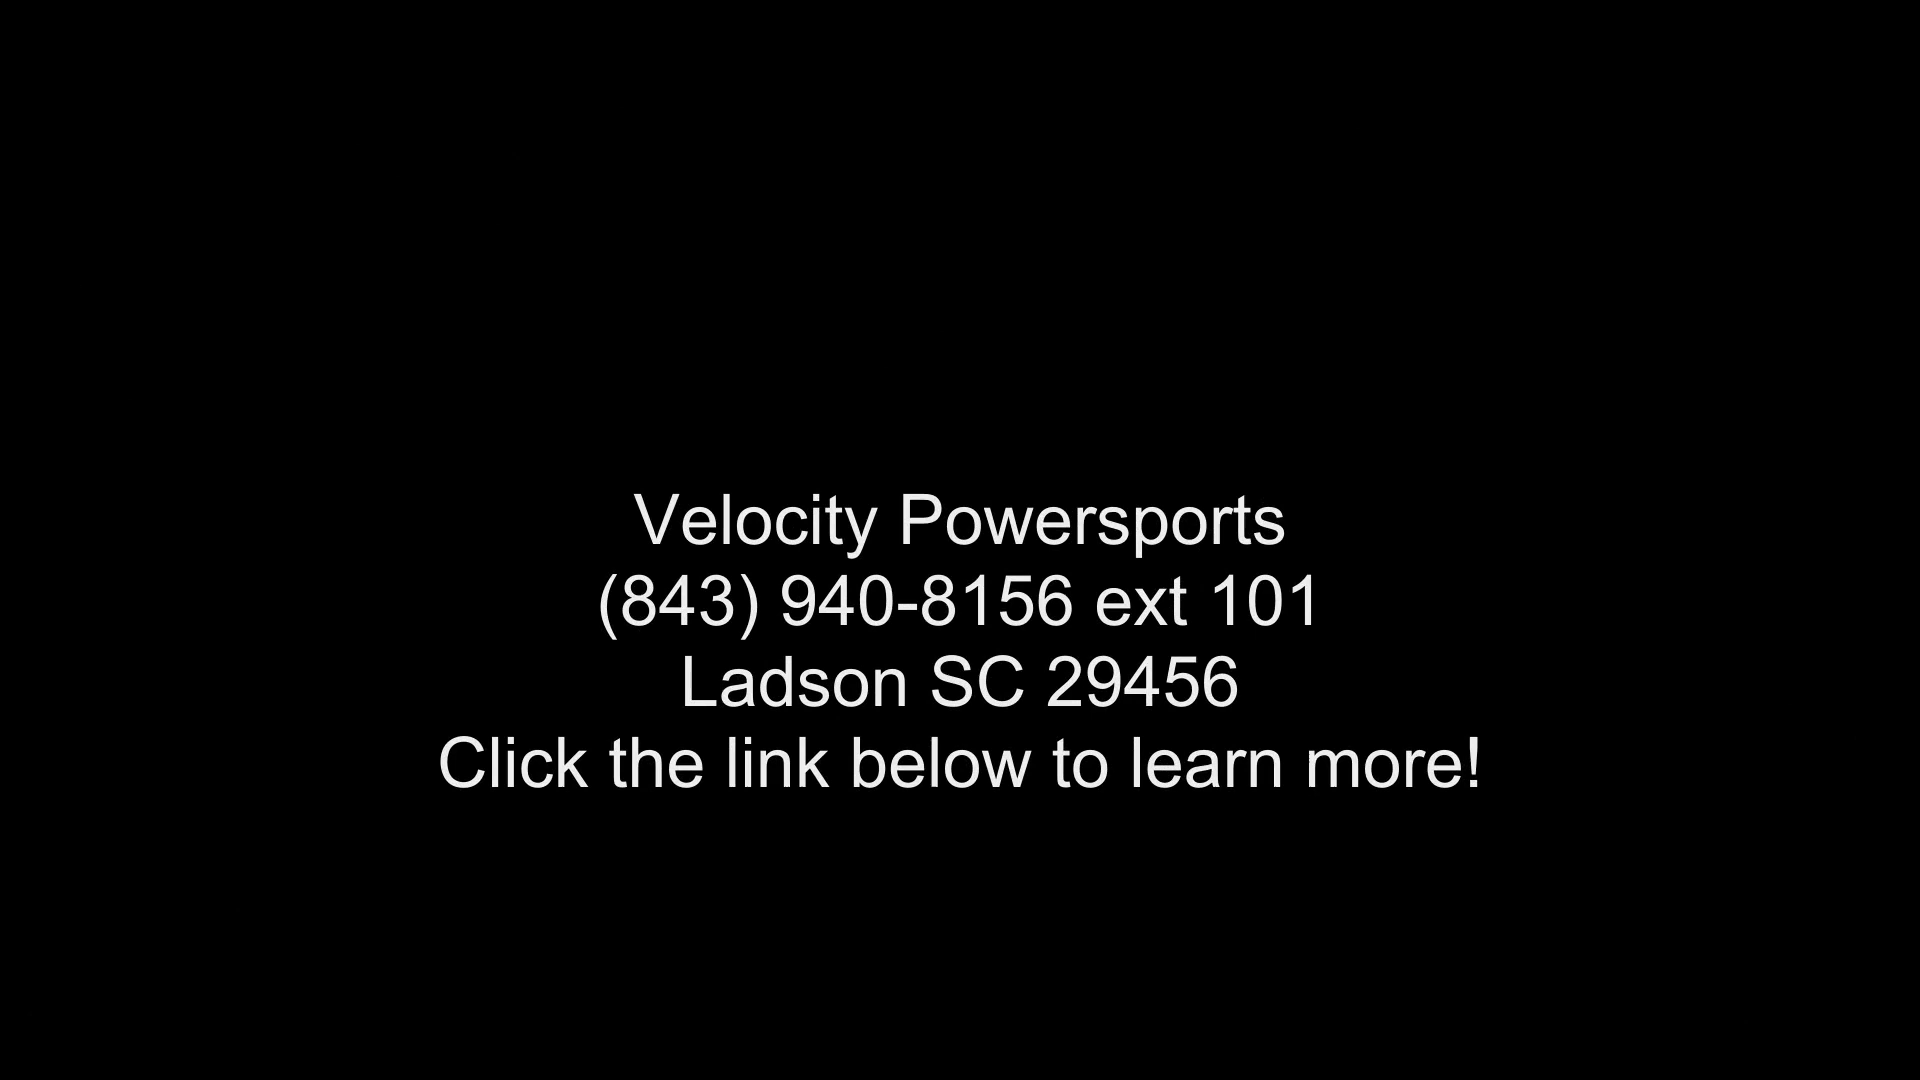 Velocity Powersports
(843) 940-8156 ext 101
Ladson SC 29456
Click the link below to learn more!